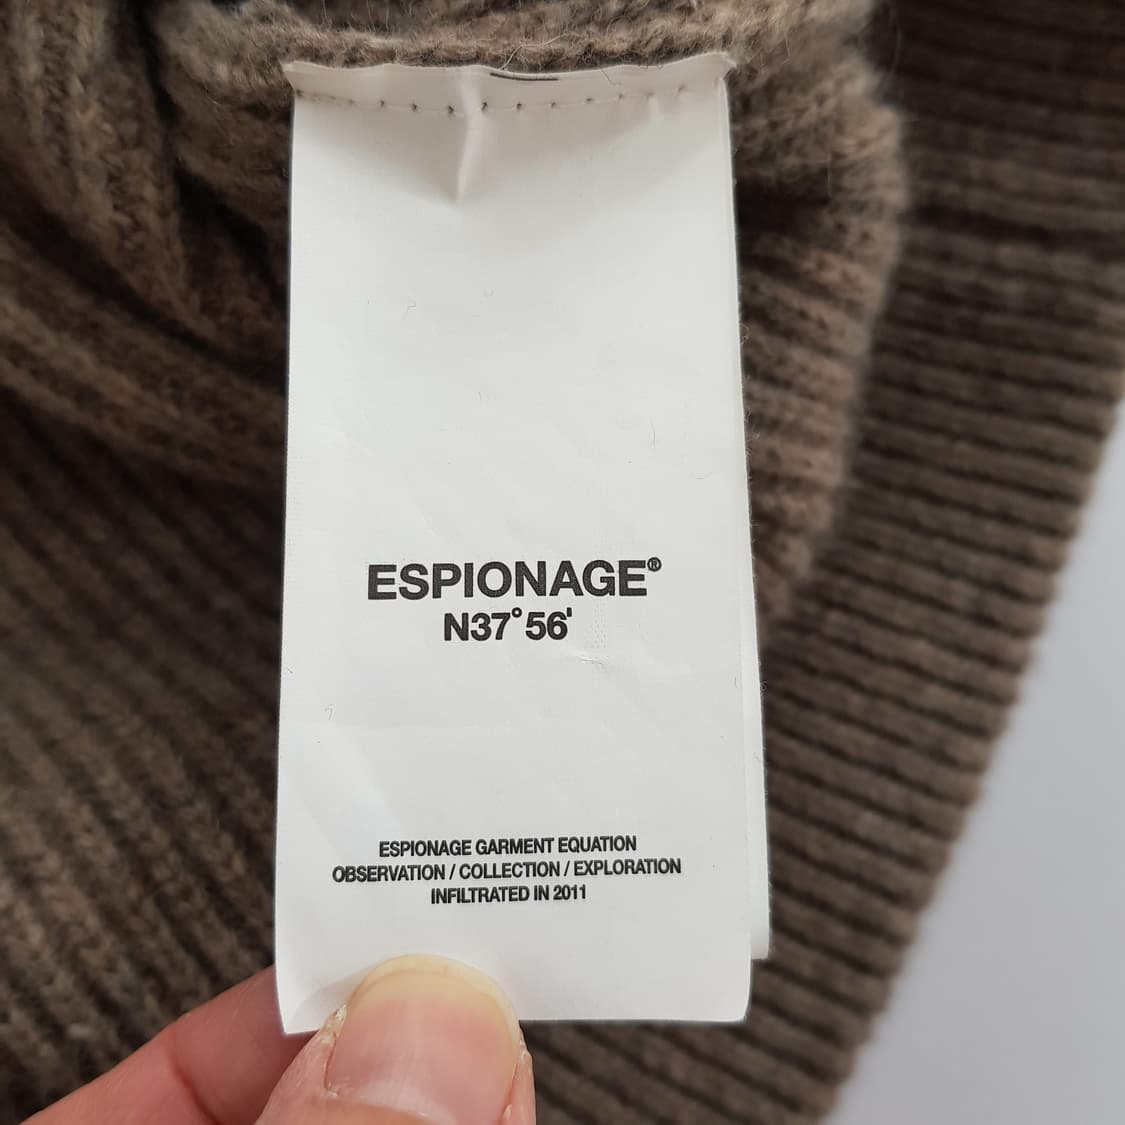 ESPIONAGE®
N37°56'
ESPIONAGE GARMENT EQUATION
OBSERVATION / COLLECTION / EXPLORATION
INFILTRATED IN 2011